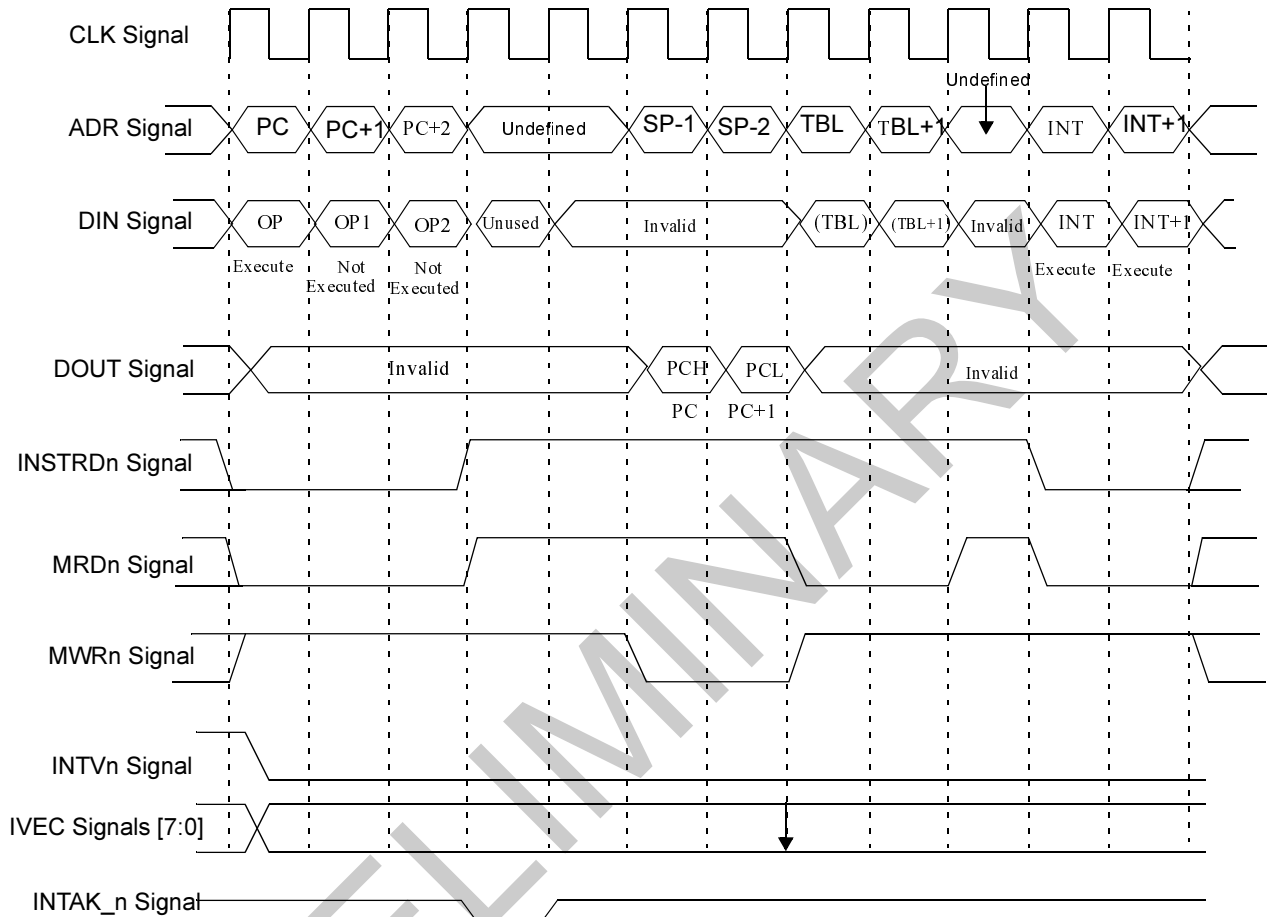 CLK Signal
Undefined
ADR Signal PC PC+1 PC+2 Undefined SP-1 SP-2 TBL TBL+1 INT INT+1
DIN Signal OP OP1 OP2 Unused Invalid (TBL) (TBL+1) Invalid INT INT+1
Execute Not Executed Not Executed Execute Execute
DOUT Signal Invalid PCH PCL Invalid
PC PC+1
INSTRDn Signal
MRDn Signal
MWRn Signal
INTVn Signal
IVEC Signals [7:0]
INTAK_n Signal
ELIMINARY